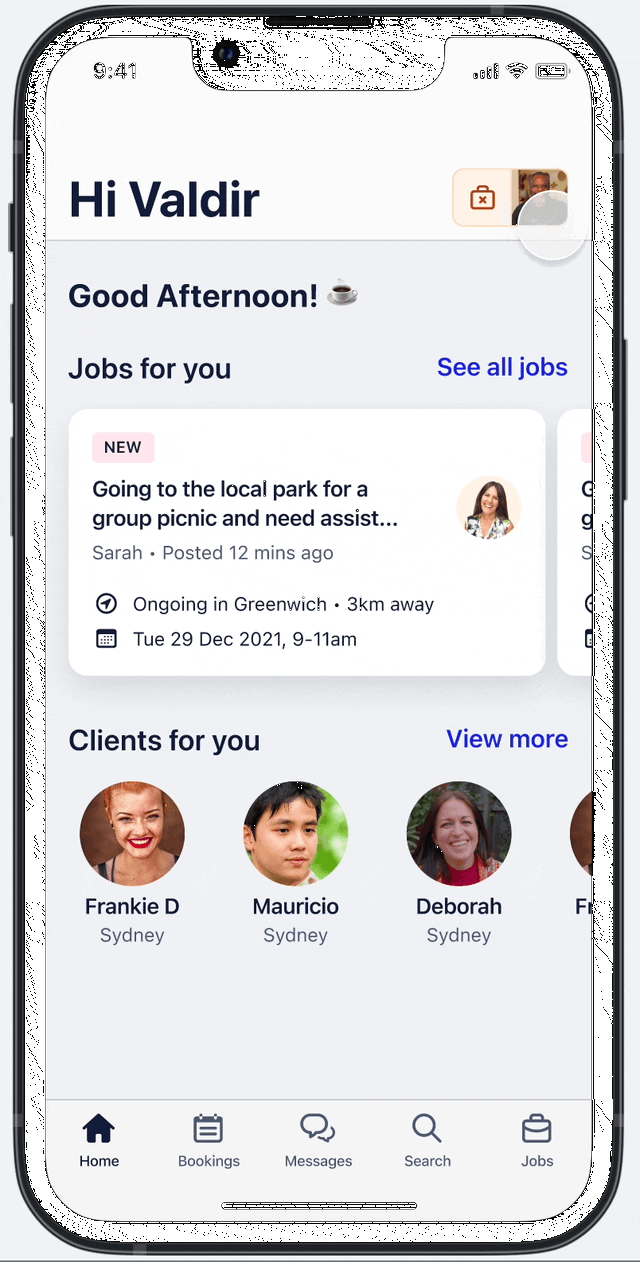 9:41
Hi Valdir
Good Afternoon!
Jobs for you
See all jobs
NEW
Going to the local park for a
group picnic and need assist...
Sarah • Posted 12 mins ago
Ongoing in Greenwich • 3km away
Tue 29 Dec 2021, 9-11am
Clients for you
View more
Frankie D
Mauricio
Deborah
Sydney
Sydney
Sydney
Home
Bookings
Messages
Search
Jobs